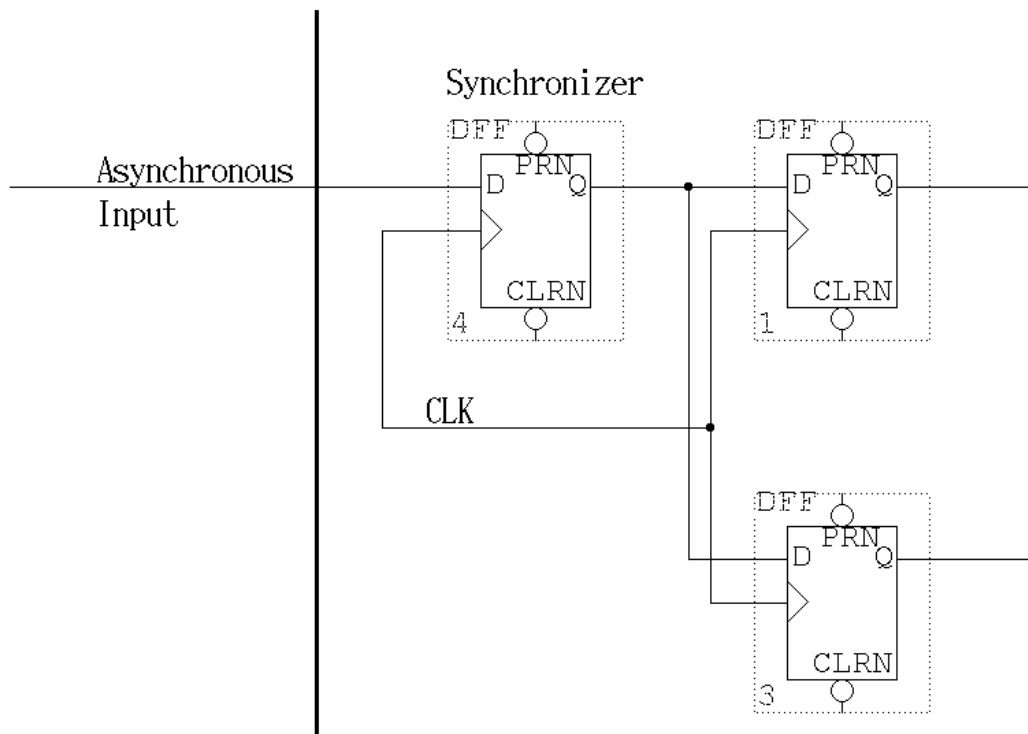 Synchronizer
DFF
PRN
D
Q
CLRN
4
DFF
PRN
D
Q
CLRN
1
Asynchronous
Input
CLK
DFF
PRN
D
Q
CLRN
3